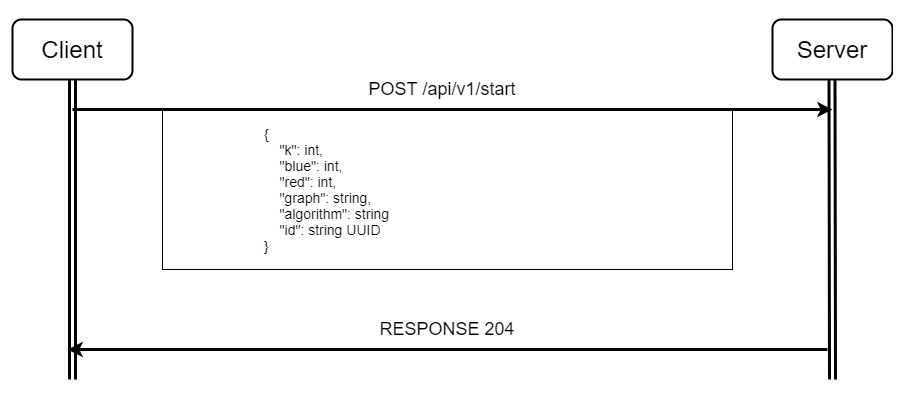 Client
Server
POST /api/v1/start
{
"k": int,
"blue": int,
"red": int,
"graph": string,
"algorithm": string
"id": string UUID
}
RESPONSE 204